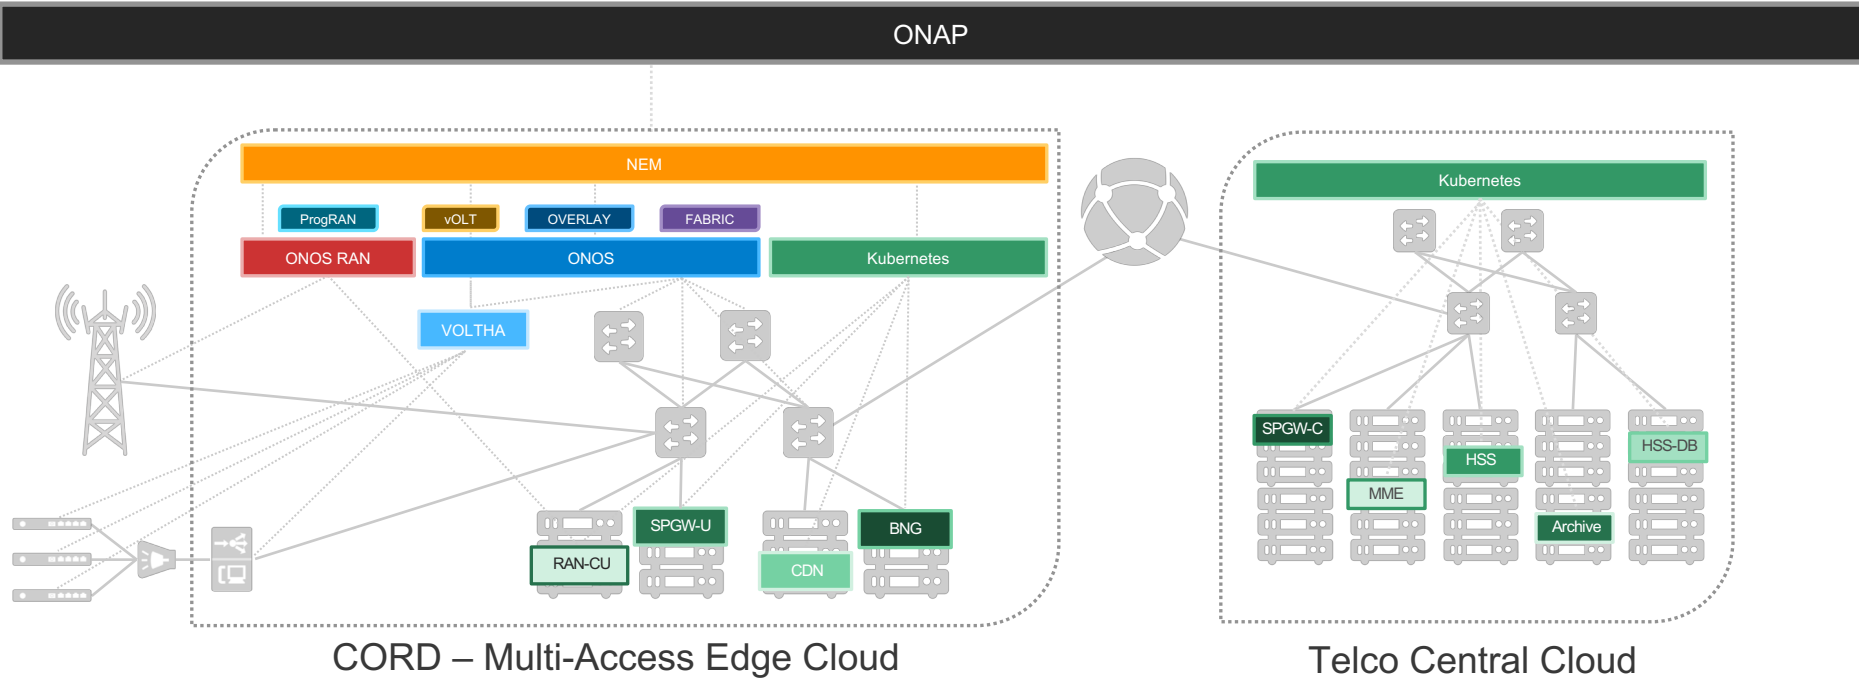 ONAP
NEM
ProgRAN
vOLT
OVERLAY
FABRIC
ONOS RAN
ONOS
Kubernetes
VOLTHA
RAN-CU
SPGW-U
CDN
BNG
CORD – Multi-Access Edge Cloud
Kubernetes
SPGW-C
MME
HSS
Archive
HSS-DB
Telco Central Cloud